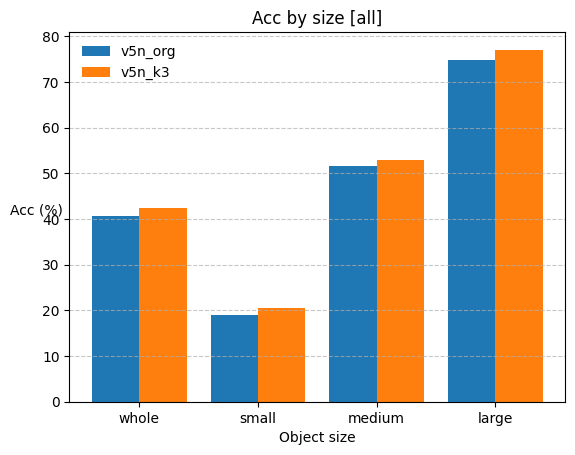 Acc by size [all]
v5n_org
v5n_k3
Acc (%)
80
70
60
50
40
30
20
10
0
whole small medium large
Object size